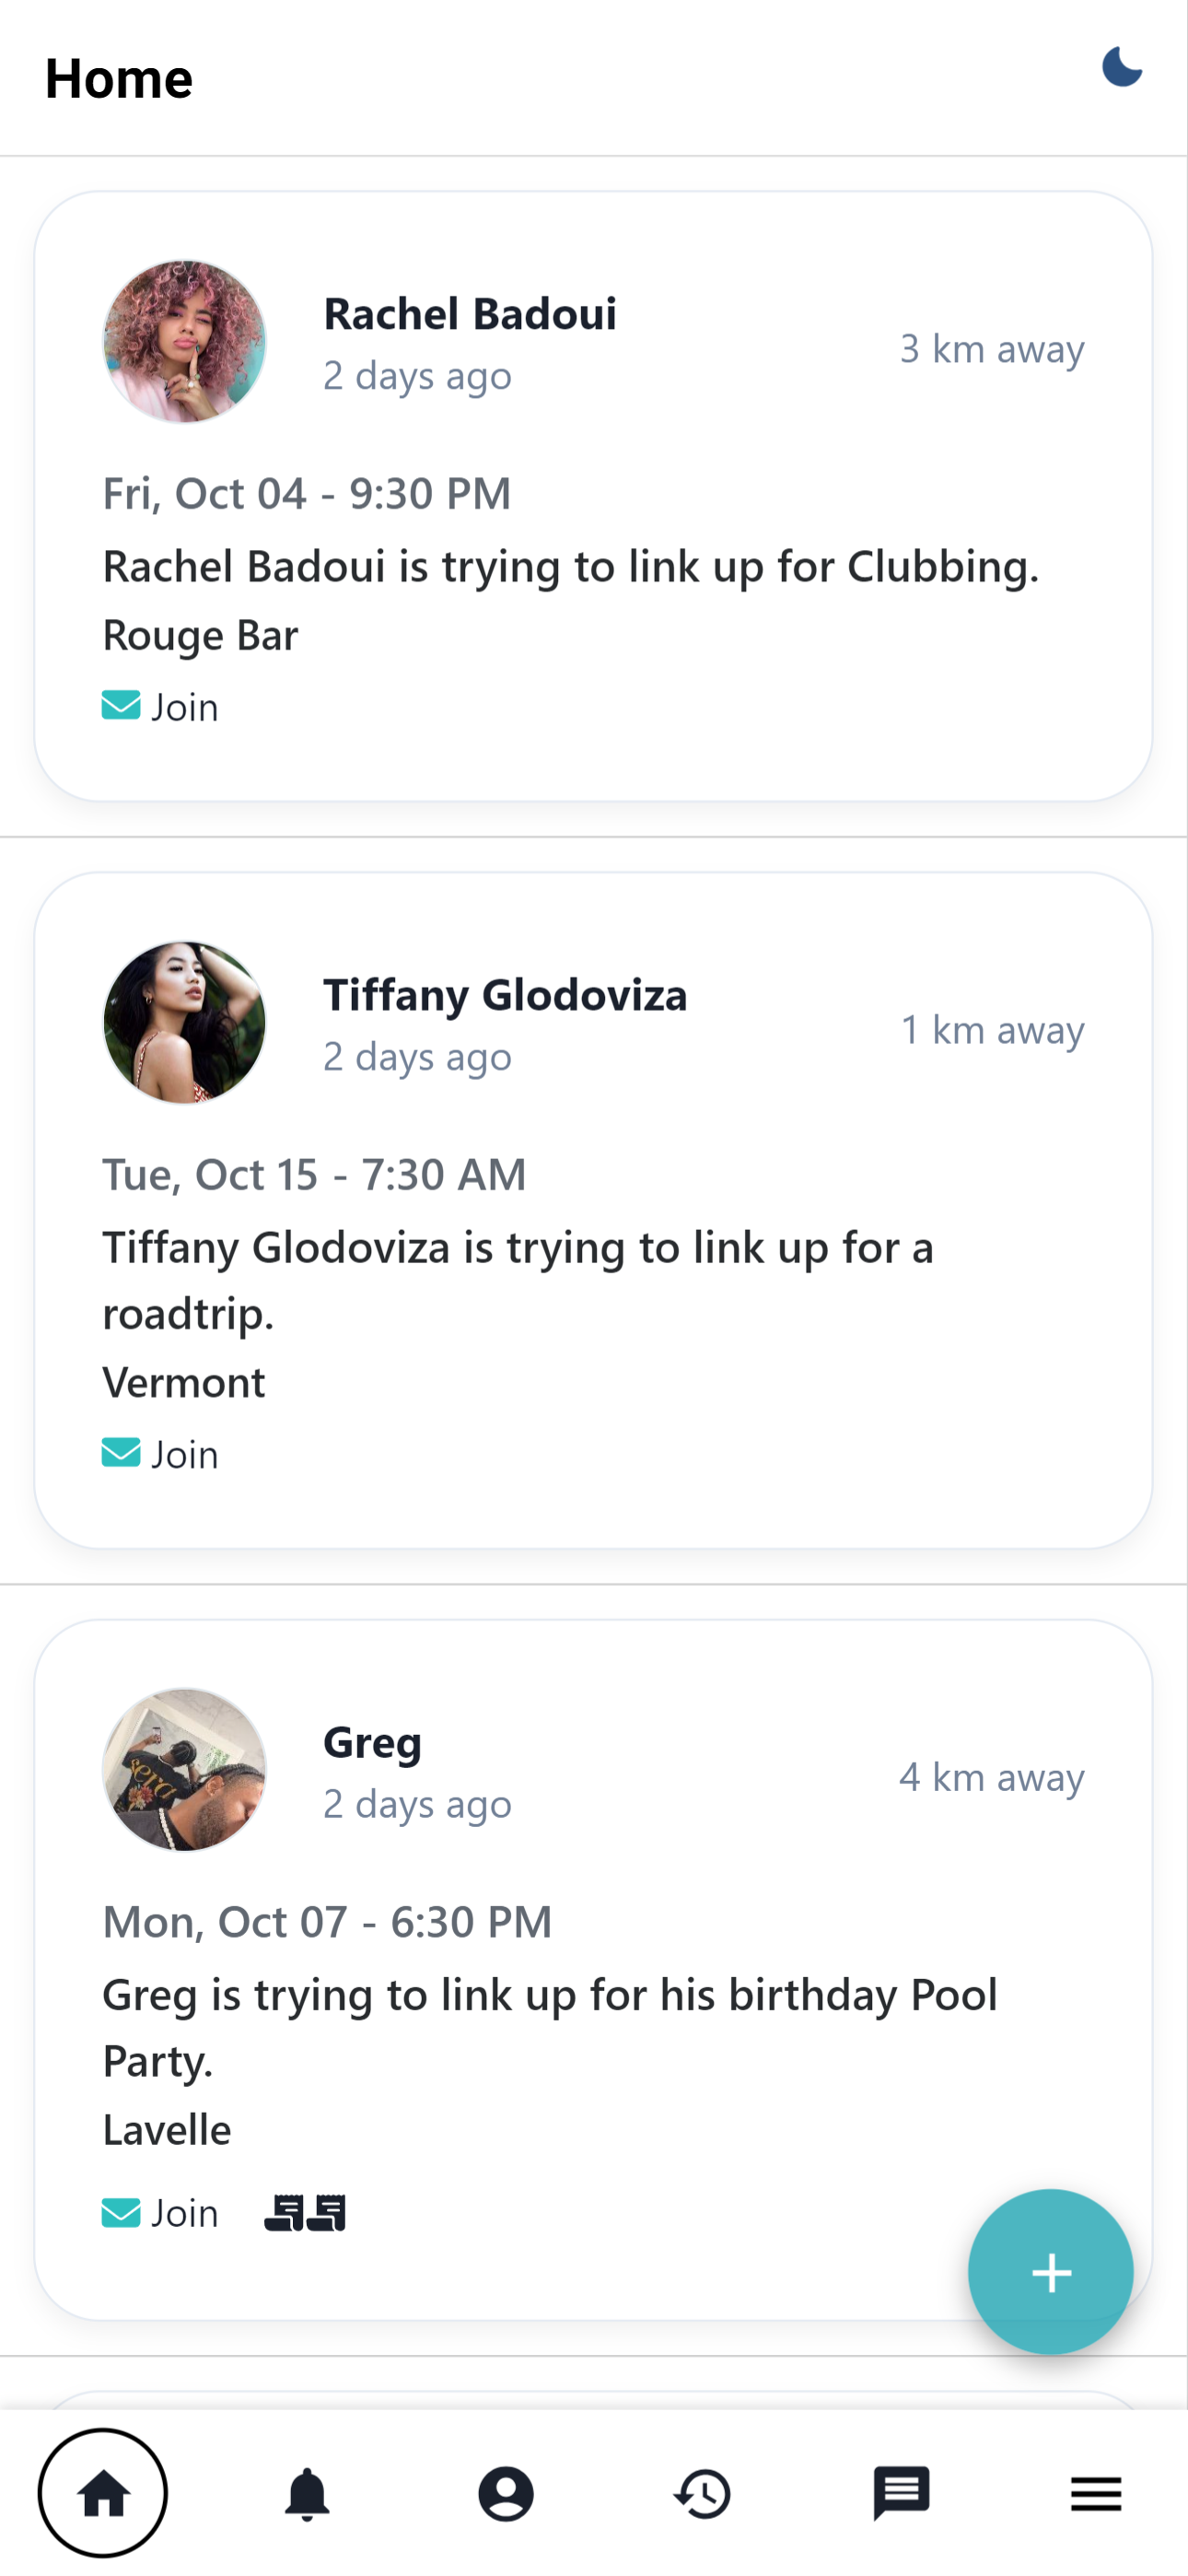 Home
Rachel Badoui
2 days ago
3 km away
Fri, Oct 04 - 9:30 PM
Rachel Badoui is trying to link up for Clubbing.
Rouge Bar
Join
Tiffany Glodoviza
2 days ago
1 km away
Tue, Oct 15 - 7:30 AM
Tiffany Glodoviza is trying to link up for a
roadtrip.
Vermont
Join
sera
Greg
2 days ago
4 km away
Mon, Oct 07 - 6:30 PM
Greg is trying to link up for his birthday Pool
Party.
Lavelle
Join